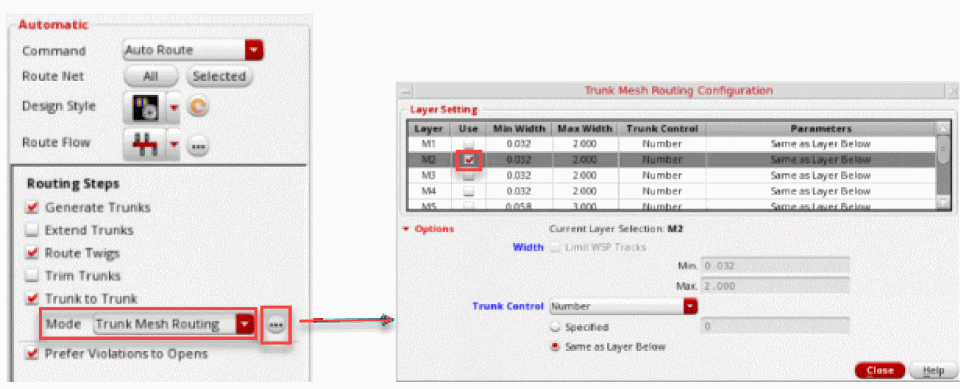 Automatic
Command Auto Route
Route Net All Selected
Design Style
Route Flow ...
Routing Steps
Generate Trunks
Extend Trunks
Route Twigs
Trim Trunks
Trunk to Trunk
Mode Trunk Mesh Routing ...
Prefer Violations to Opens
Trunk Mesh Routing Configuration
Layer Setting
Layer Use Min Width Max Width Trunk Control Parameters
M1 0.032 2.000 Number Same as Layer Below
M2 0.032 2.000 Number Same as Layer Below
M3 0.032 2.000 Number Same as Layer Below
M4 0.032 2.000 Number Same as Layer Below
M5 0.058 3.000 Number Same as Layer Below
Options Current Layer Selection: M2
Width Limit WSP Tracks
Min. 0.032
Max. 2.000
Trunk Control Number
Specified 0
Same as Layer Below
Close Help